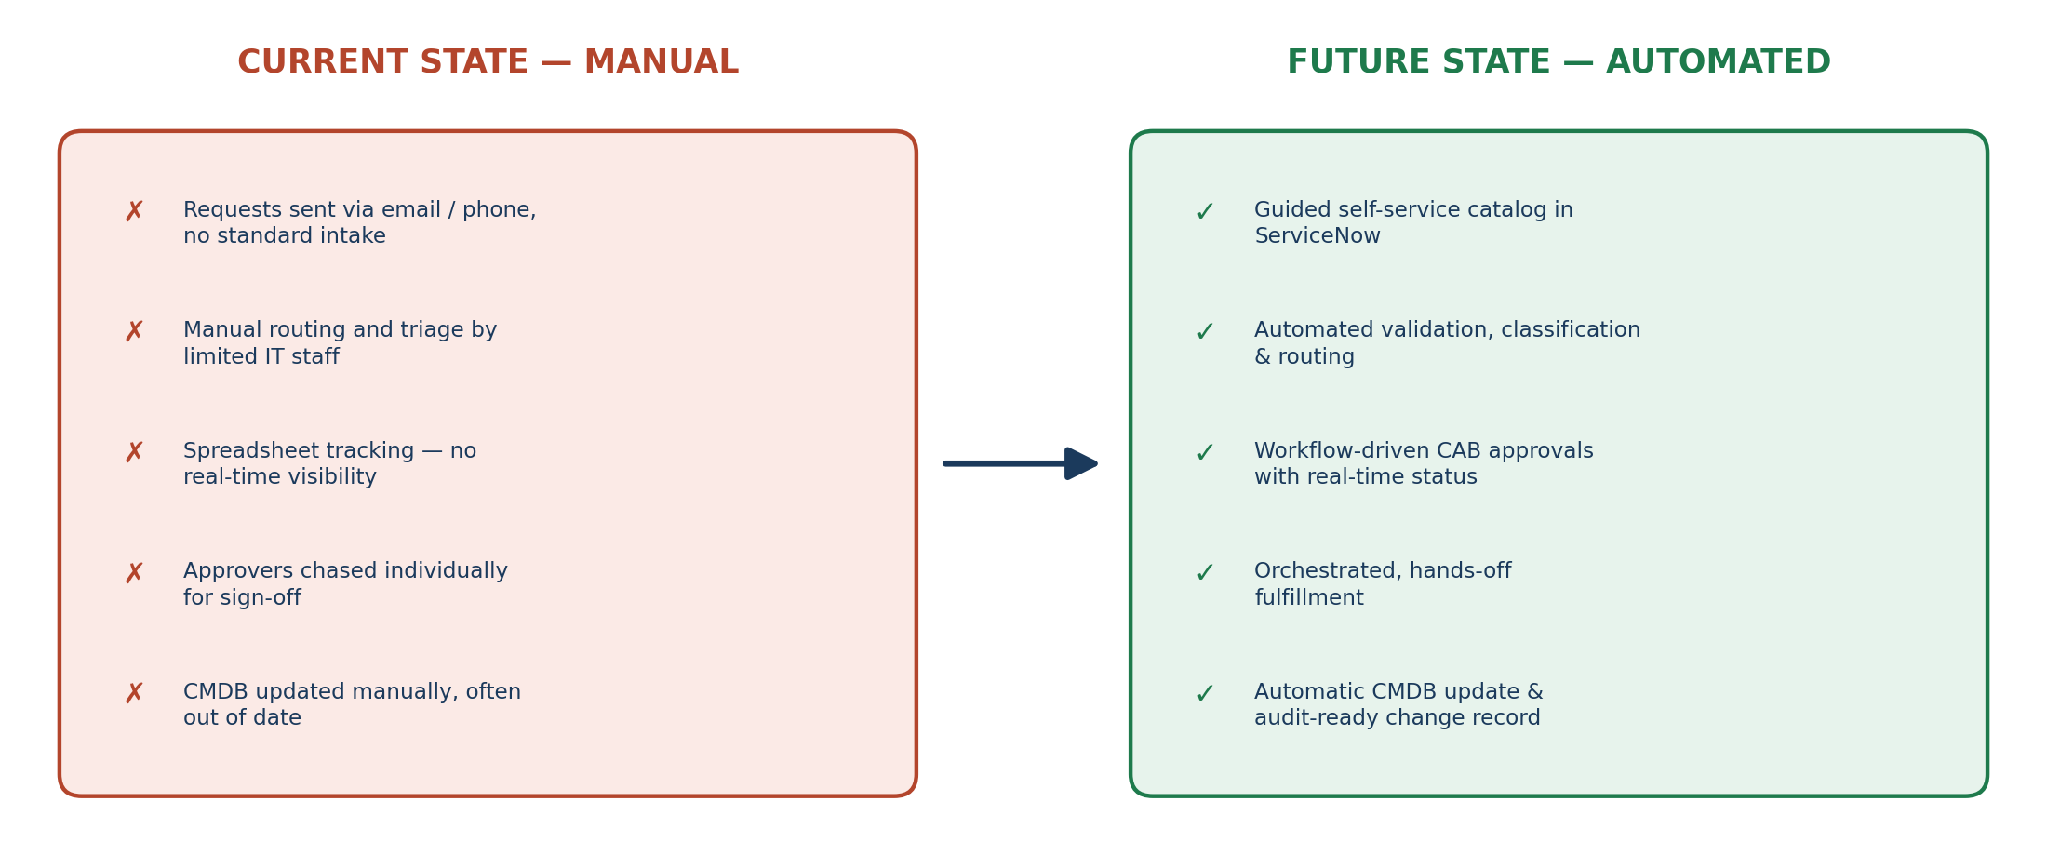 CURRENT STATE — MANUAL
✗ Requests sent via email / phone,
no standard intake
✗ Manual routing and triage by
limited IT staff
✗ Spreadsheet tracking — no
real-time visibility
✗ Approvers chased individually
for sign-off
✗ CMDB updated manually, often
out of date
FUTURE STATE — AUTOMATED
✓ Guided self-service catalog in
ServiceNow
✓ Automated validation, classification
& routing
✓ Workflow-driven CAB approvals
with real-time status
✓ Orchestrated, hands-off
fulfillment
✓ Automatic CMDB update &
audit-ready change record